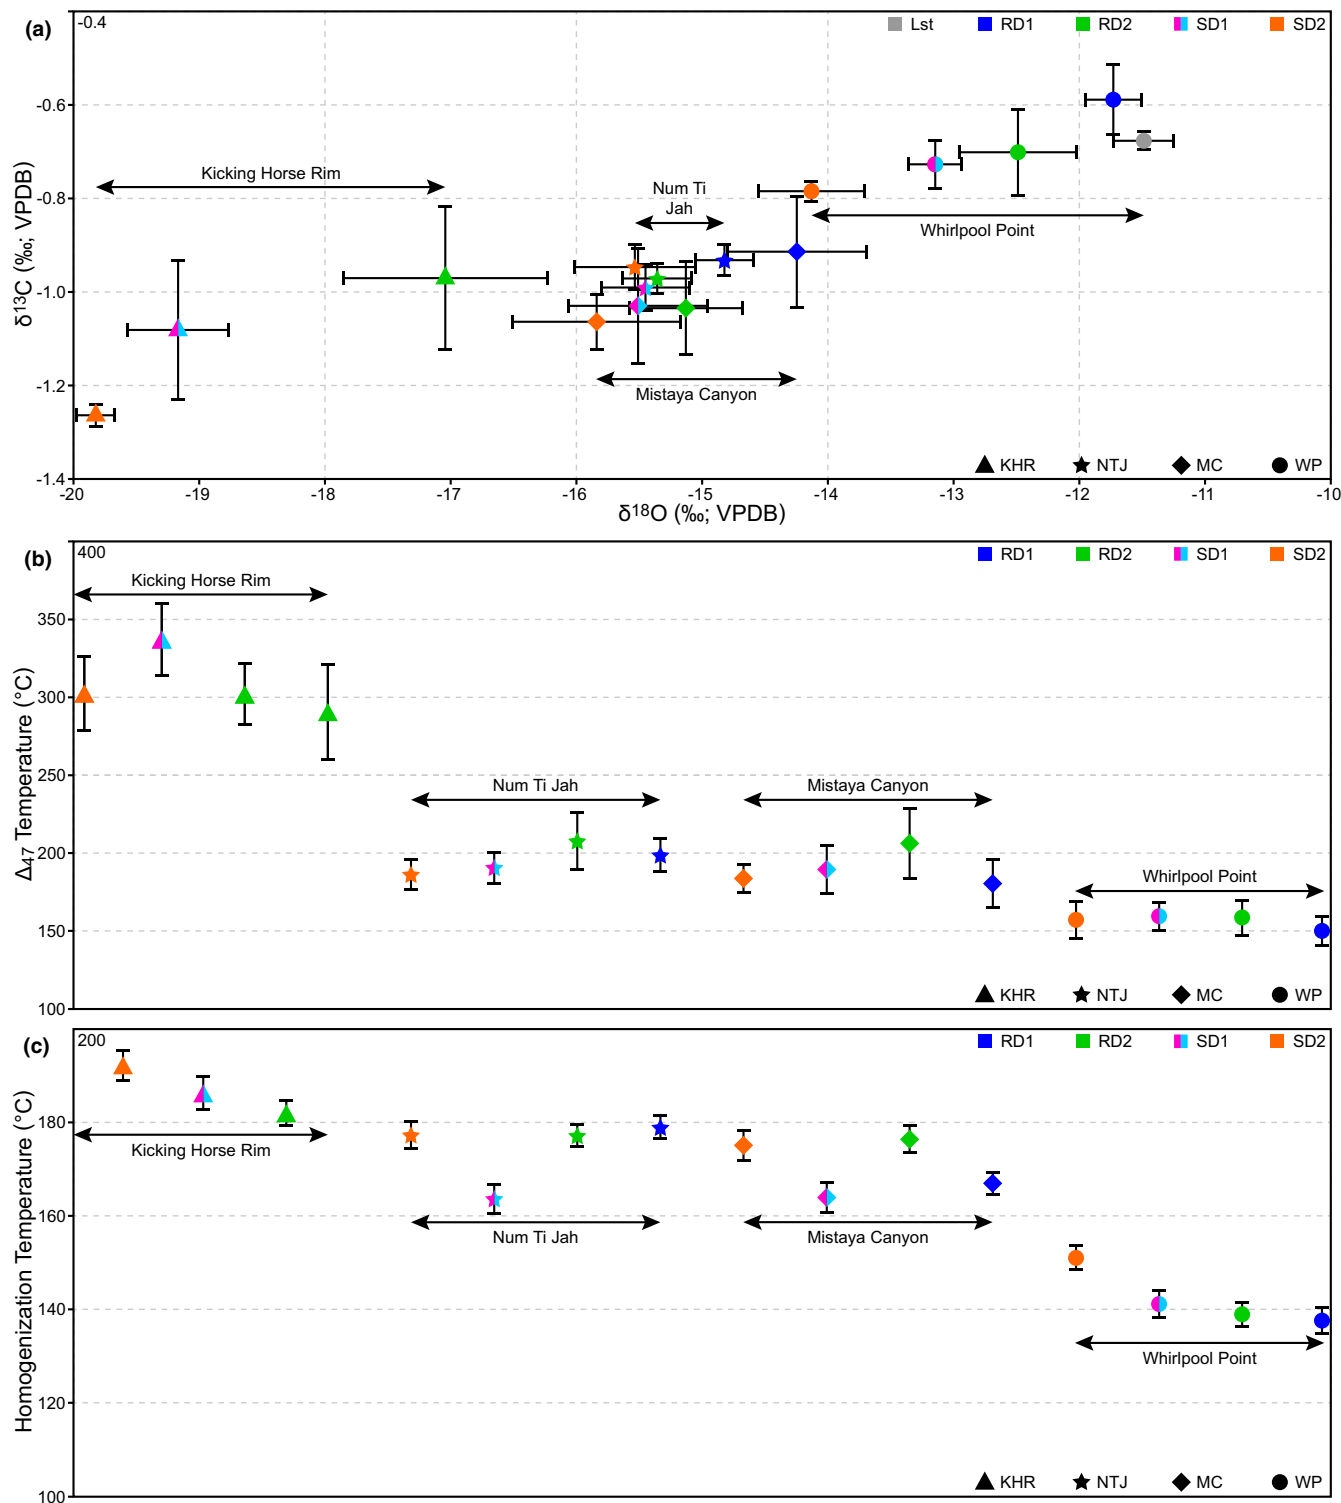 (a)
-0.4
Lst RD1 RD2 SD1 SD2
-0.6
Kicking Horse Rim
Num Ti
Jah
-0.8
Whirlpool Point
δ¹³C (‰; VPDB)
-1.0
-1.2
Mistaya Canyon
KHR NTJ MC WP
-1.4
-20 -19 -18 -17 -16 -15 -14 -13 -12 -11 -10
δ¹⁸O (‰; VPDB)
(b)
400
RD1 RD2 SD1 SD2
Kicking Horse Rim
350
300
Δ₄₇ Temperature (°C)
250
Num Ti Jah
Mistaya Canyon
200
Whirlpool Point
150
KHR NTJ MC WP
100
(c)
200
RD1 RD2 SD1 SD2
180
Kicking Horse Rim
Homogenization Temperature (°C)
160
Num Ti Jah
Mistaya Canyon
140
Whirlpool Point
120
KHR NTJ MC WP
100